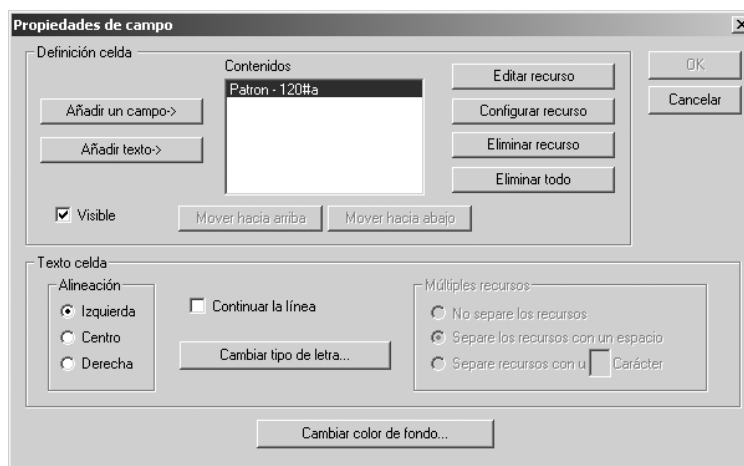 Propiedades de campo
Definición celda
Contenidos
Patron - 120#a
Añadir un campo->
Añadir texto->
Editar recurso
Configurar recurso
Eliminar recurso
Eliminar todo
OK
Cancelar
Visible
Mover hacia arriba
Mover hacia abajo
Texto celda
Alineación
Izquierda
Centro
Derecha
Continuar la línea
Cambiar tipo de letra...
Múltiples recursos
No separe los recursos
Separe los recursos con un espacio
Separe recursos con u Carácter
Cambiar color de fondo...